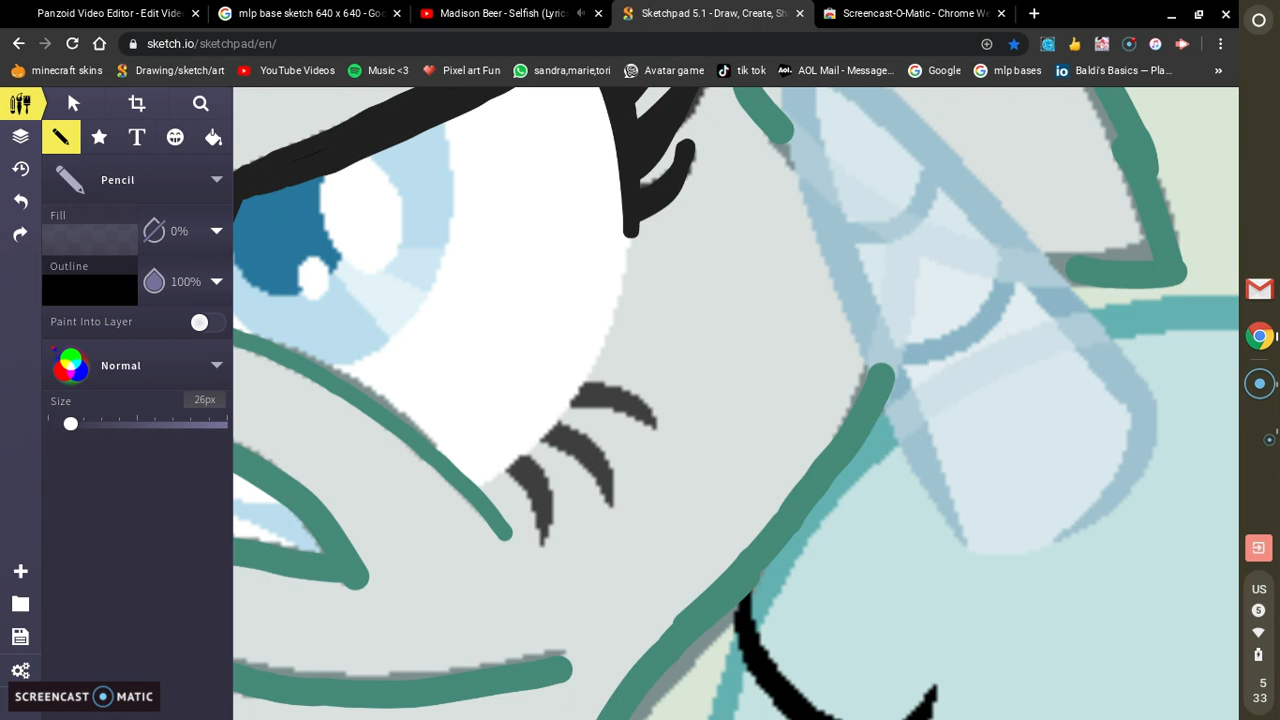 Panzoid Video Editor - Edit Vide
mlp base sketch 640 x 640 - Goo
Madison Beer - Selfish (Lyric
Sketchpad 5.1 - Draw, Create, Sh
Screencast-O-Matic - Chrome We
sketch.io/sketchpad/en/
minecraft skins
Drawing/sketch/art
YouTube Videos
Music <3
Pixel art Fun
sandra,marie,tori
Avatar game
tik tok
AOL Mail - Message...
Google
mlp bases
Baldi's Basics — Pla...
»
Pencil
Fill
0%
Outline
100%
Paint Into Layer
Normal
Size
26px
SCREENCAST MATIC
US
5
5
33